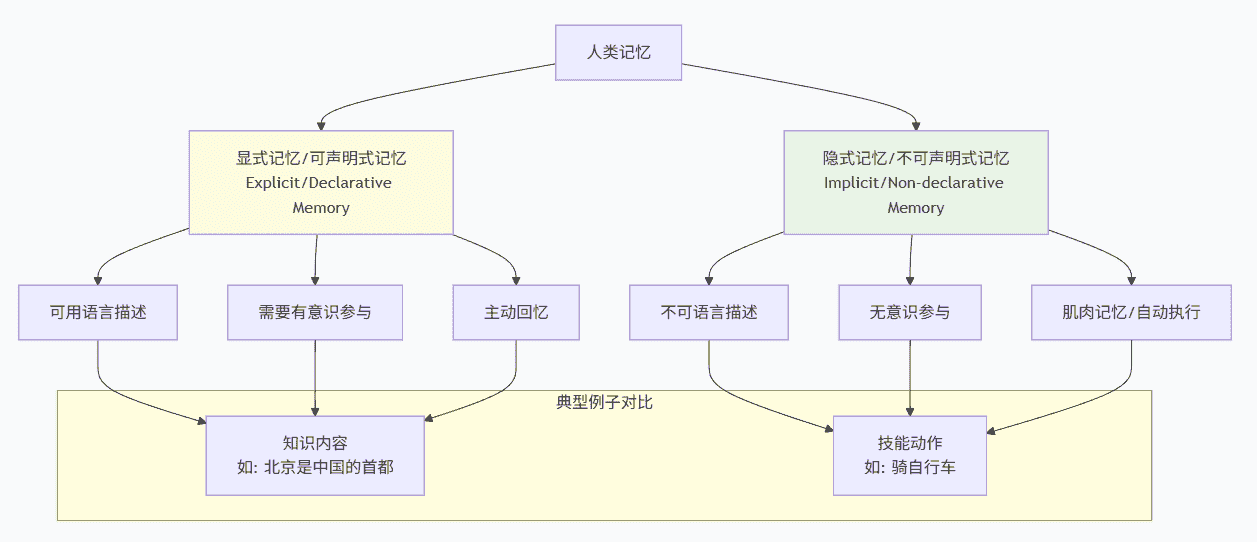 人类记忆
显式记忆/可声明式记忆
Explicit/Declarative
Memory
隐式记忆/不可声明式记忆
Implicit/Non-declarative
Memory
可用语言描述
需要有意识参与
主动回忆
不可语言描述
无意识参与
肌肉记忆/自动执行
典型例子对比
知识内容
如: 北京是中国的首都
技能动作
如: 骑自行车